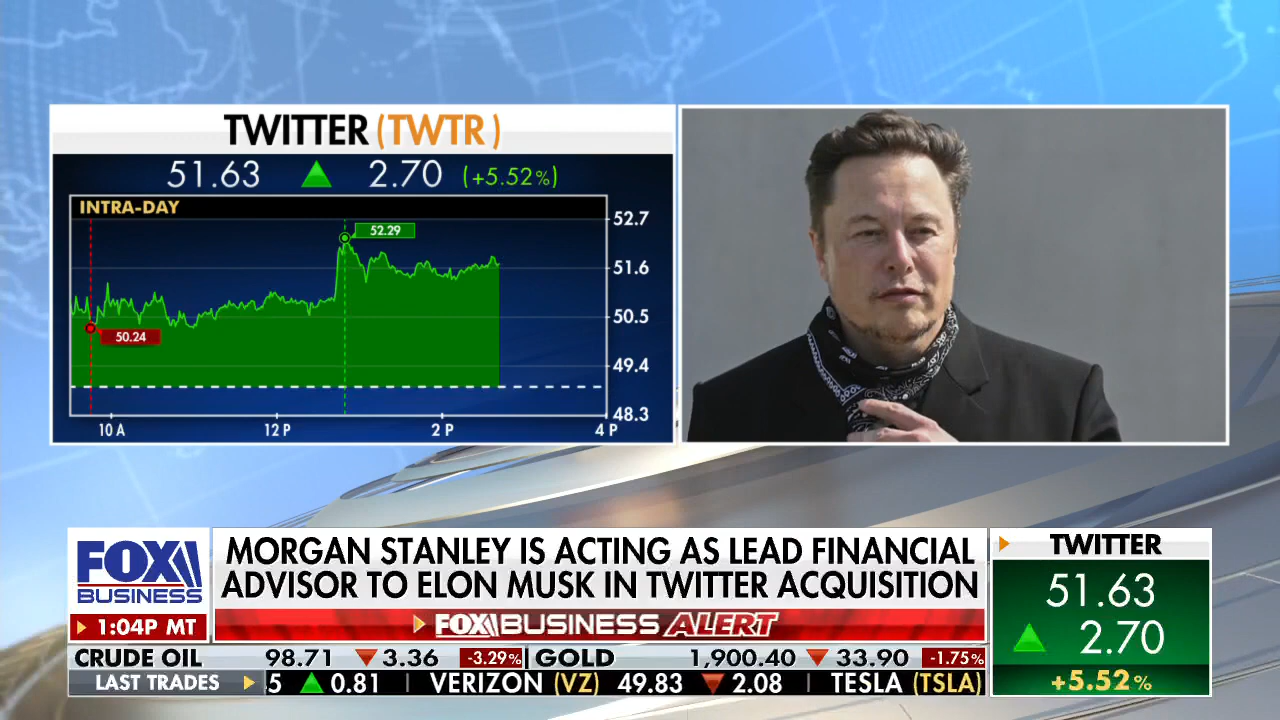 TWITTER (TWTR)
51.63 ▲ 2.70 (+5.52%)
INTRA-DAY
52.7
52.29
51.6
50.5
50.24
49.4
48.3
10 A 12 P 2 P 4 P
FOX BUSINESS
1:04P MT
MORGAN STANLEY IS ACTING AS LEAD FINANCIAL
ADVISOR TO ELON MUSK IN TWITTER ACQUISITION
FOX BUSINESS ALERT
TWITTER
51.63
▲ 2.70
+5.52%
CRUDE OIL 98.71 ▼ 3.36 -3.29% GOLD 1,900.40 ▼ 33.90 -1.75%
LAST TRADES 5 ▲ 0.81 | VERIZON (VZ) 49.83 ▼ 2.08 | TESLA (TSLA)